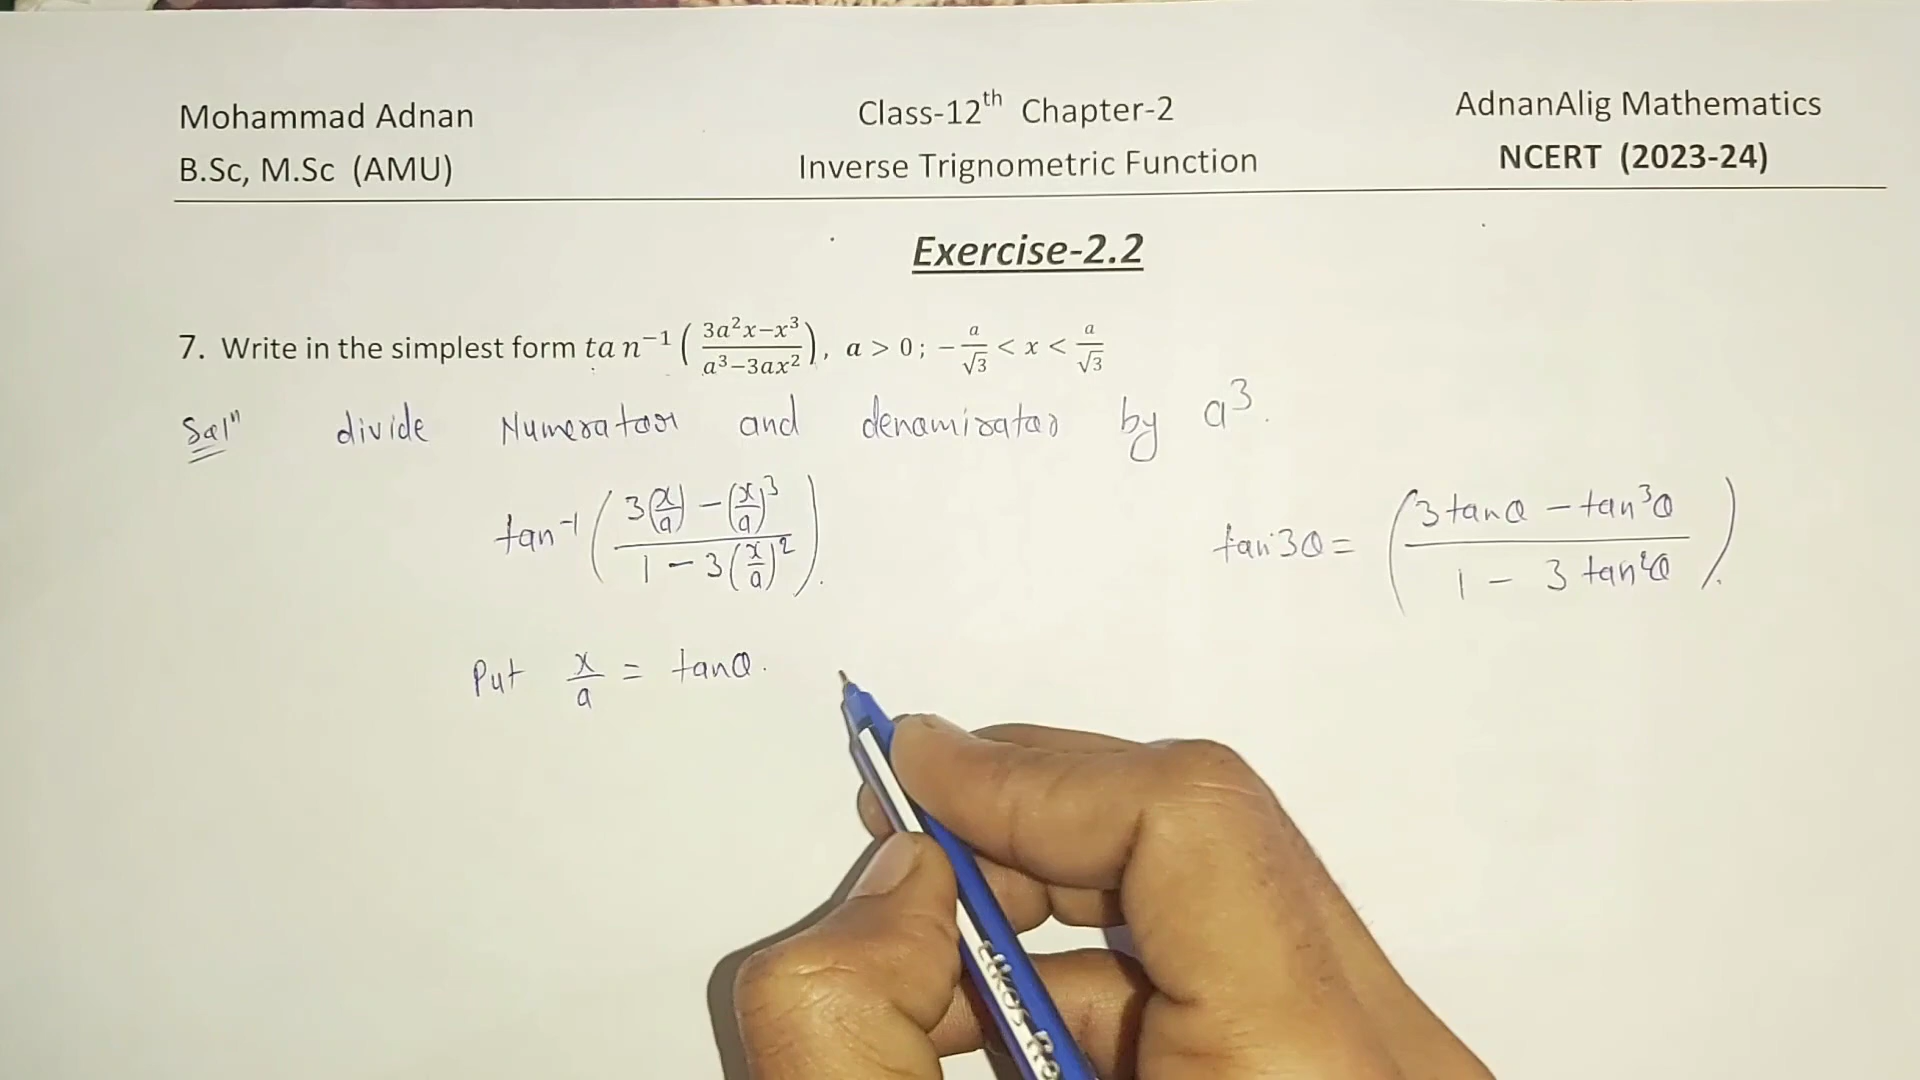 Mohammad Adnan
B.Sc, M.Sc (AMU)
Class-12th Chapter-2
Inverse Trignometric Function
AdnanAlig Mathematics
NCERT (2023-24)
Exercise-2.2
7. Write in the simplest form tan⁻¹((3a²x−x³)/(a³−3ax²)), a > 0; −a/√3 < x < a/√3
Solⁿ divide Numerator and denamirator by a³.
tan⁻¹((3(x/a) − (x/a)³)/(1 − 3(x/a)²)).
tan3θ = ((3tanθ − tan³θ)/(1 − 3tan²θ)).
Put x/a = tanθ.